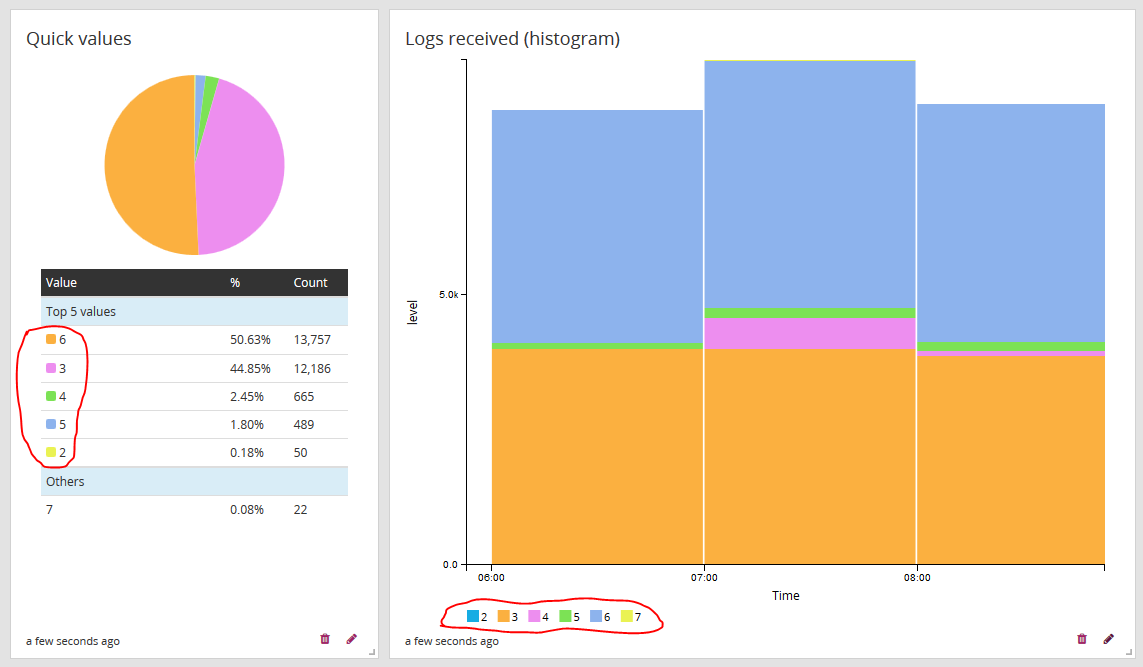 Quick values
Value % Count
Top 5 values
6 50.63% 13,757
3 44.85% 12,186
4 2.45% 665
5 1.80% 489
2 0.18% 50
Others
7 0.08% 22
a few seconds ago
Logs received (histogram)
level
5.0k
0.0
06:00 07:00 08:00
Time
2 3 4 5 6 7
a few seconds ago